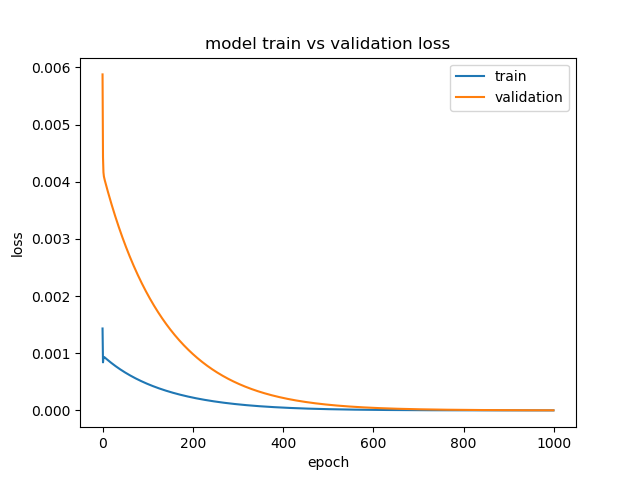 model train vs validation loss
train
validation
0.006
0.005
0.004
0.003
0.002
0.001
0.000
loss
0 200 400 600 800 1000
epoch